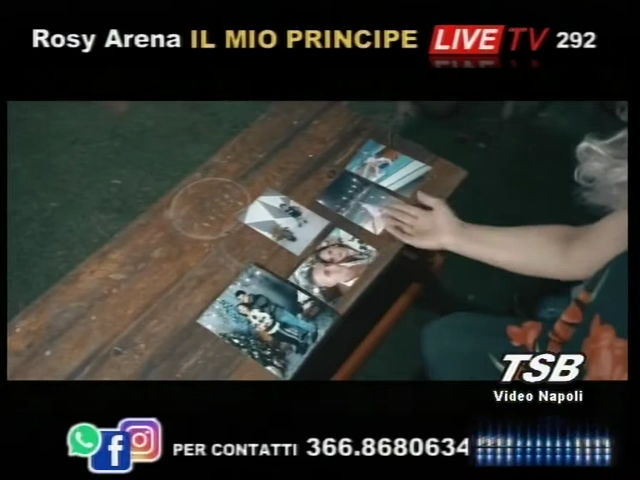 Rosy Arena IL MIO PRINCIPE LIVE TV 292
TSB
Video Napoli
PER CONTATTI 366.8680634